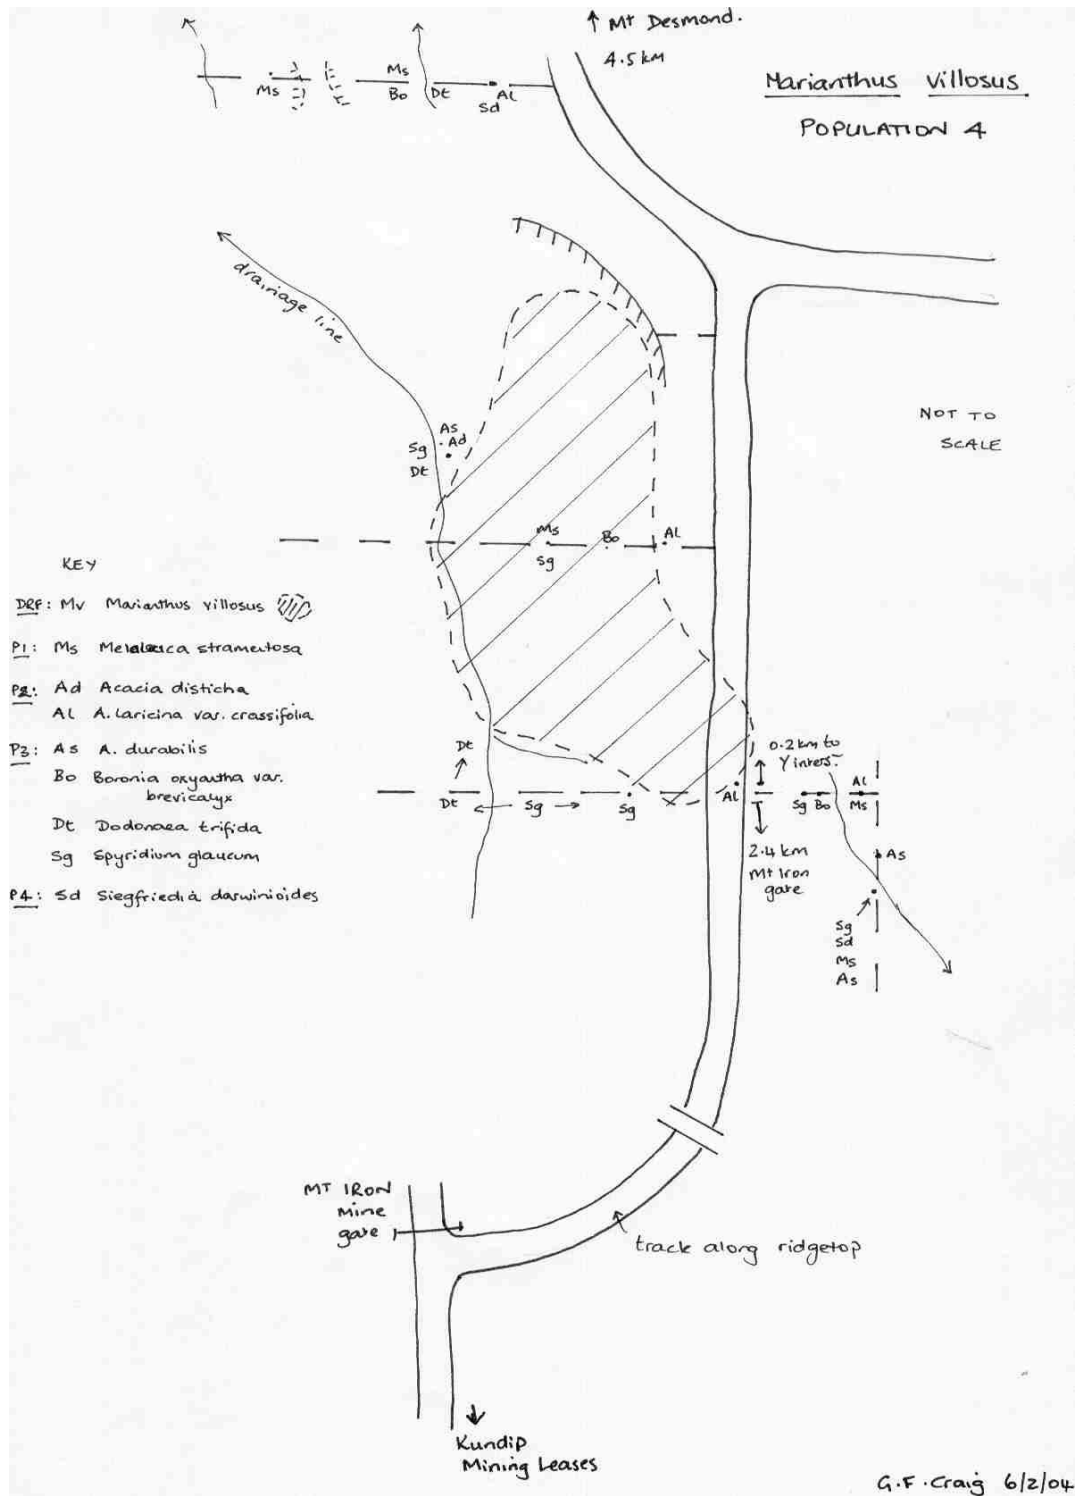 ↑ Mt Desmond.
4.5 km
Marianthus villosus
POPULATION 4
Ms
Ms
Bo
Dt
AL
Sd
drainage line
NOT TO
SCALE
As
Sg Ad
Dt
Ms
Sg
Bo
AL
KEY
DRF: Mv Marianthus villosus
P1: Ms Melaleuca stramentosa
P2: Ad Acacia disticha
AL A. laricina var. crassifolia
P3: As A. durabilis
Bo Boronia oxyantha var.
brevicalyx
Dt Dodonaea trifida
Sg Spyridium glaucum
P4: Sd Siegfriedia darwinioides
Dt
Dt
Sg
Sg
AL
0.2 km to
Y inters.
2.4 km
Mt Iron
gate
Sg Bo
AL
Ms
As
Sg
Sd
Ms
As
MT IRON
Mine
gate
track along ridgetop
Kundip
Mining Leases
G.F. Craig 6/2/04